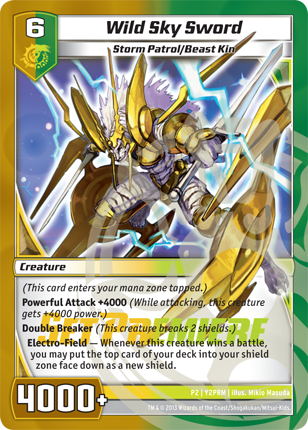 6
Wild Sky Sword
Storm Patrol/Beast Kin
Creature
(This card enters your mana zone tapped.)
Powerful Attack +4000 (While attacking, this creature
gets +4000 power.)
Double Breaker (This creature breaks 2 shields.)
Electro-Field — Whenever this creature wins a battle,
you may put the top card of your deck into your shield
zone face down as a new shield.
4000+
P2 | Y2PRM | Illus. Mikio Masuda
TM & © 2013 Wizards of the Coast/Shogakukan/Mitsui-Kids.